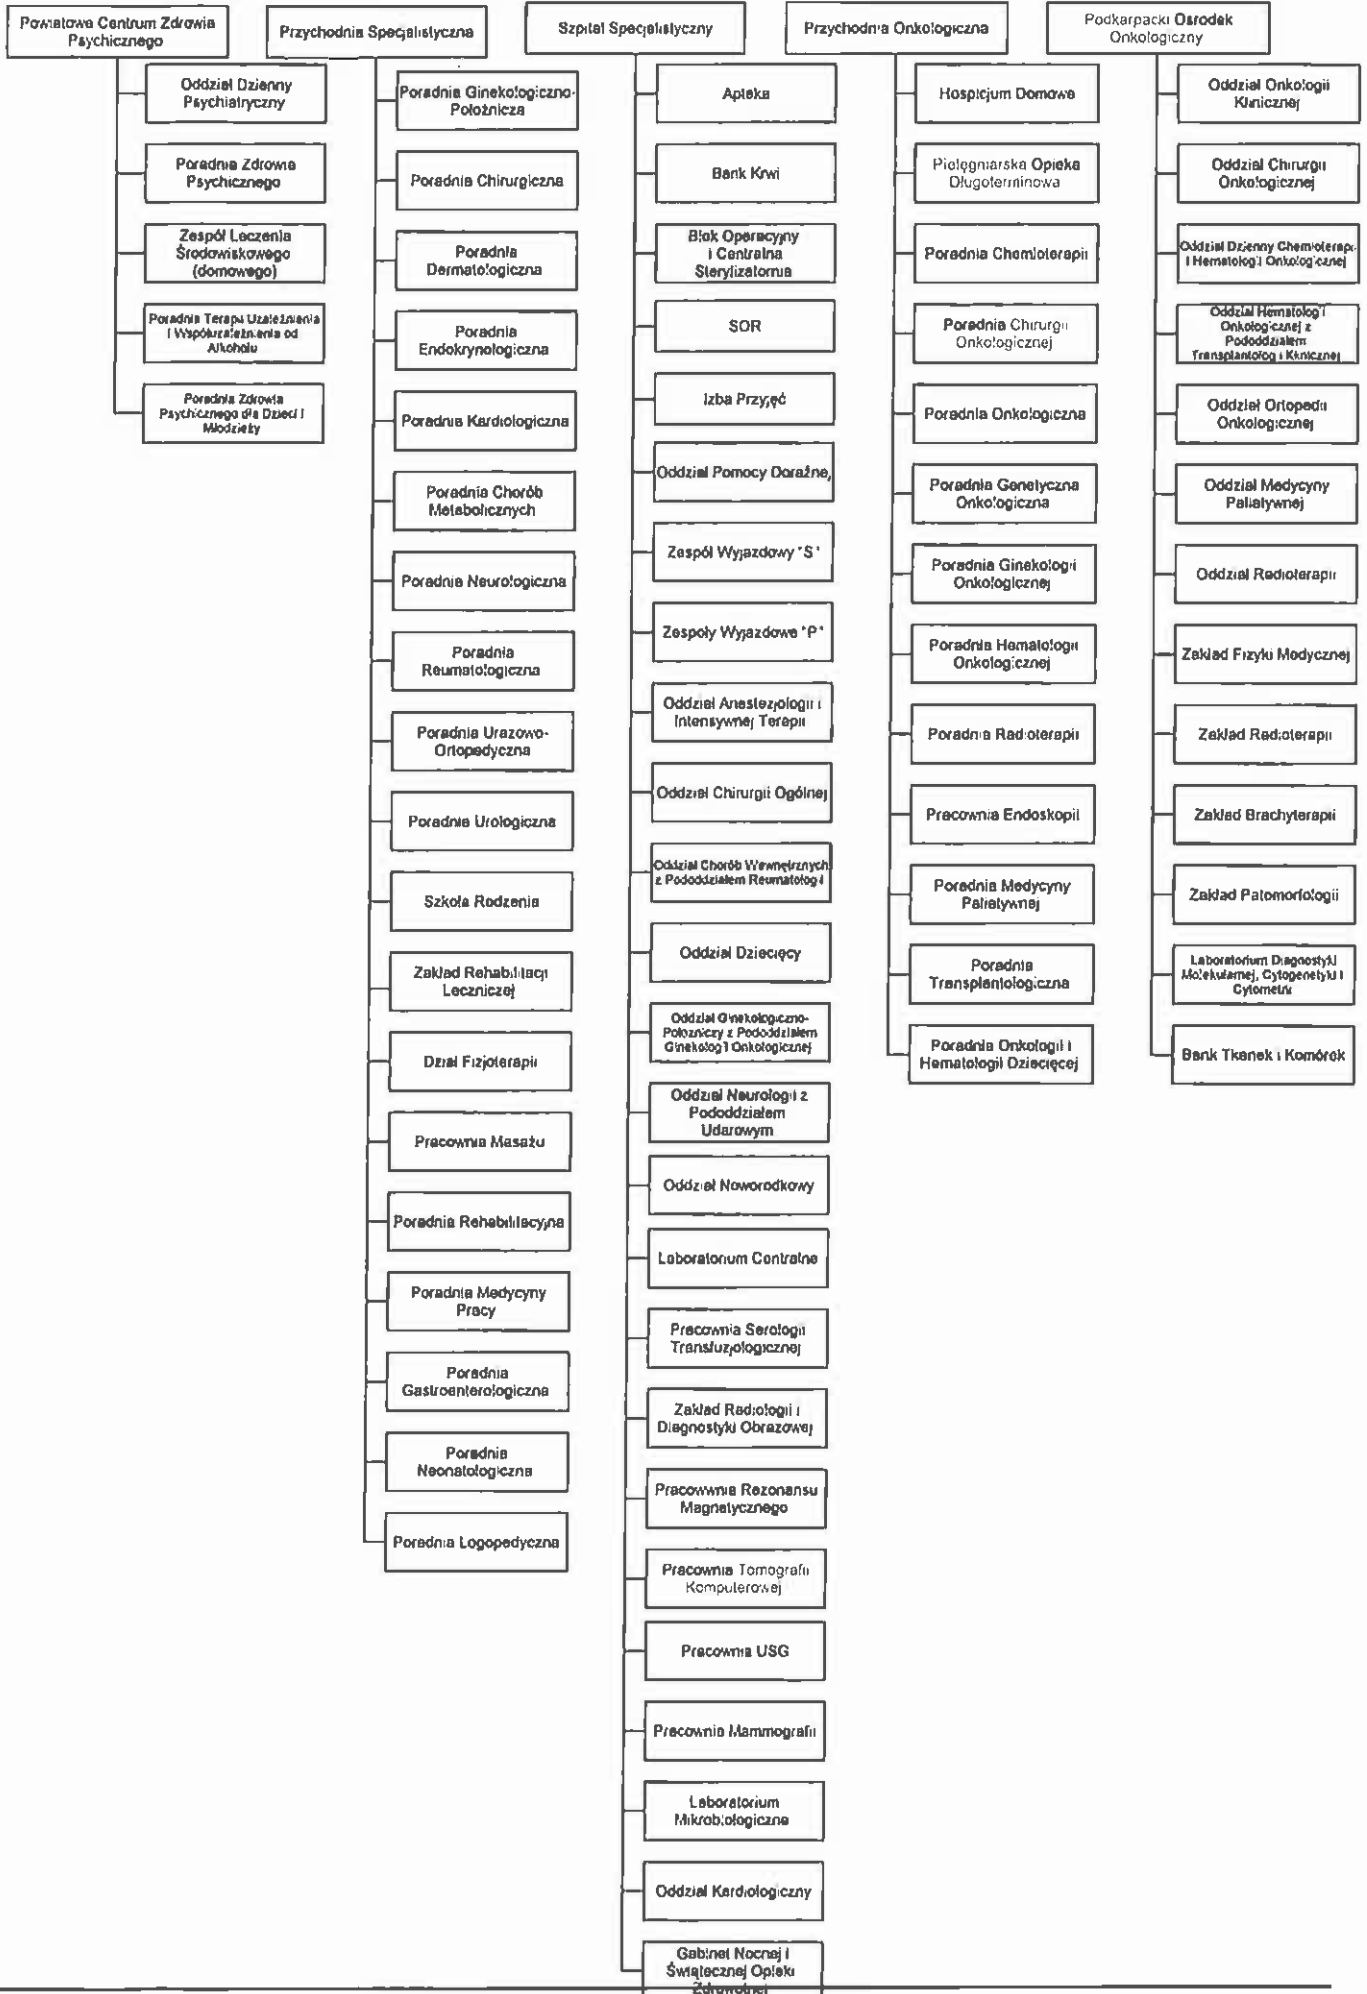 Powiatowe Centrum Zdrowia
Psychicznego
Oddział Dzienny
Psychiatryczny
Poradnia Zdrowia
Psychicznego
Zespół Leczenia
Środowiskowego
(domowego)
Poradnia Terapii Uzależnienia
i Współuzależnienia od
Alkoholu
Poradnia Zdrowia
Psychicznego dla Dzieci i
Młodzieży
Przychodnia Specjalistyczna
Poradnia Ginekologiczno-
Położnicza
Poradnia Chirurgiczna
Poradnia
Dermatologiczna
Poradnia
Endokrynologiczna
Poradnia Kardiologiczna
Poradnia Chorób
Metabolicznych
Poradnia Neurologiczna
Poradnia
Reumatologiczna
Poradnia Urazowo-
Ortopedyczna
Poradnia Urologiczna
Szkoła Rodzenia
Zakład Rehabilitacji
Leczniczej
Dział Fizjoterapii
Pracownia Masażu
Poradnia Rehabilitacyjna
Poradnia Medycyny
Pracy
Poradnia
Gastroenterologiczna
Poradnia
Neonatologiczna
Poradnia Logopedyczna
Szpital Specjalistyczny
Apteka
Bank Krwi
Blok Operacyjny
i Centralna
Sterylizatornia
SOR
Izba Przyjęć
Oddział Pomocy Doraźnej
Zespół Wyjazdowy "S"
Zespoły Wyjazdowe "P"
Oddział Anestezjologii i
Intensywnej Terapii
Oddział Chirurgii Ogólnej
Oddział Chorób Wewnętrznych
z Pododdziałem Reumatologii
Oddział Dziecięcy
Oddział Ginekologiczno-
Położniczy z Pododdziałem
Ginekologii Onkologicznej
Oddział Neurologii z
Pododdziałem
Udarowym
Oddział Noworodkowy
Laboratorium Centralne
Pracownia Serologii
Transfuzjologicznej
Zakład Radiologii i
Diagnostyki Obrazowej
Pracowwnia Rezonansu
Magnetycznego
Pracownia Tomografii
Komputerowej
Pracownia USG
Pracownia Mammografii
Laboratorium
Mikrobiologiczne
Oddział Kardiologiczny
Gabinet Nocnej i
Świątecznej Opieki
Zdrowotnej
Przychodnia Onkologiczna
Hospicjum Domowe
Pielęgniarska Opieka
Długoterminowa
Poradnia Chemioterapii
Poradnia Chirurgii
Onkologicznej
Poradnia Onkologiczna
Poradnia Genetyczna
Onkologiczna
Poradnia Ginekologii
Onkologicznej
Poradnia Hematologii
Onkologicznej
Poradnia Radioterapii
Pracownia Endoskopii
Poradnia Medycyny
Paliatywnej
Poradnia
Transplantologiczna
Poradnia Onkologii i
Hematologii Dziecięcej
Podkarpacki Ośrodek
Onkologiczny
Oddział Onkologii
Klinicznej
Oddział Chirurgii
Onkologicznej
Oddział Dzienny Chemioterapii
i Hematologii Onkologicznej
Oddział Hematologii
Onkologicznej z
Pododdziałem
Transplantologii Klinicznej
Oddział Ortopedii
Onkologicznej
Oddział Medycyny
Paliatywnej
Oddział Radioterapii
Zakład Fizyki Medycznej
Zakład Radioterapii
Zakład Brachyterapii
Zakład Patomorfologii
Laboratorium Diagnostyki
Molekularnej, Cytogenetyki i
Cytometrii
Bank Tkanek i Komórek